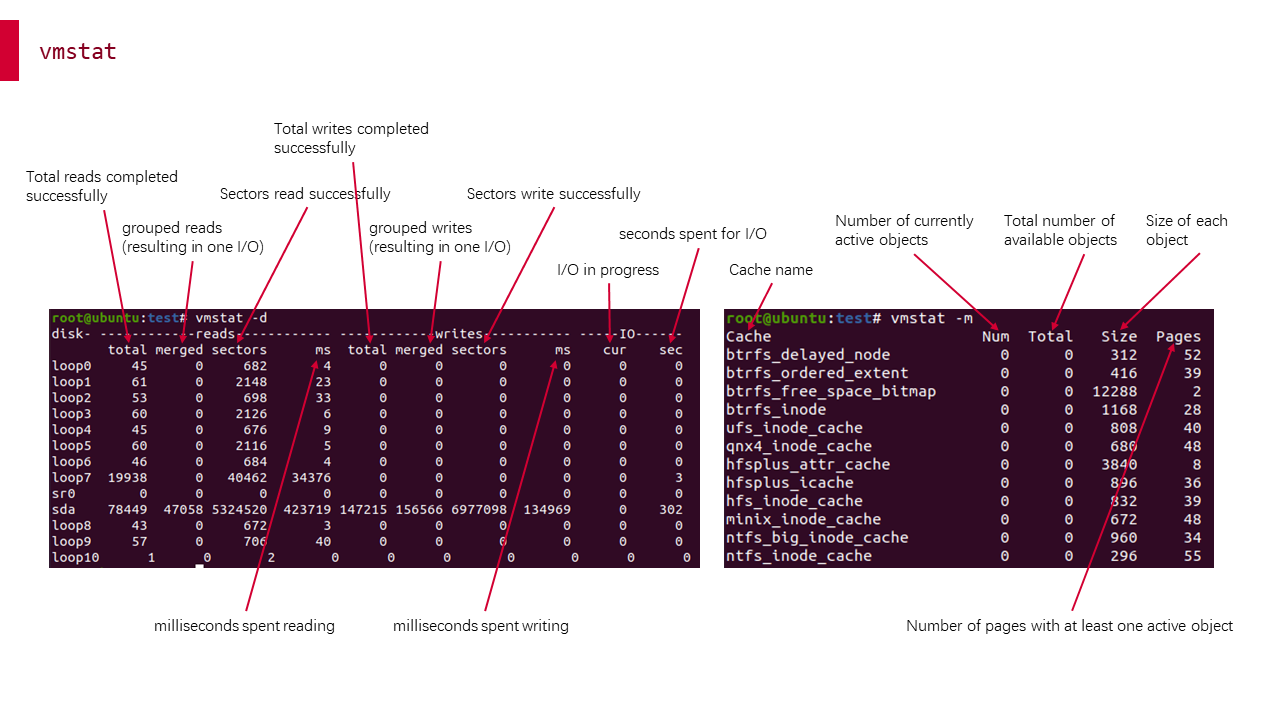 vmstat
Total writes completed
successfully
Total reads completed
successfully
Sectors read successfully
Sectors write successfully
grouped reads
(resulting in one I/O)
grouped writes
(resulting in one I/O)
seconds spent for I/O
I/O in progress
Number of currently
active objects
Total number of
available objects
Size of each
object
Cache name
root@ubuntu:test# vmstat -d
disk- ------------reads------------ ------------writes----------- -----IO------
total merged sectors ms total merged sectors ms cur sec
loop0 45 0 682 4 0 0 0 0 0 0
loop1 61 0 2148 23 0 0 0 0 0 0
loop2 53 0 698 33 0 0 0 0 0 0
loop3 60 0 2126 6 0 0 0 0 0 0
loop4 45 0 676 9 0 0 0 0 0 0
loop5 60 0 2116 5 0 0 0 0 0 0
loop6 46 0 684 4 0 0 0 0 0 0
loop7 19938 0 40462 34376 0 0 0 0 0 3
sr0 0 0 0 0 0 0 0 0 0 0
sda 78449 47058 5324520 423719 147215 156566 6977098 134969 0 302
loop8 43 0 672 3 0 0 0 0 0 0
loop9 57 0 706 40 0 0 0 0 0 0
loop10 1 0 2 0 0 0 0 0 0 0
root@ubuntu:test# vmstat -m
Cache Num Total Size Pages
btrfs_delayed_node 0 0 312 52
btrfs_ordered_extent 0 0 416 39
btrfs_free_space_bitmap 0 0 12288 2
btrfs_inode 0 0 1168 28
ufs_inode_cache 0 0 808 40
qnx4_inode_cache 0 0 680 48
hfsplus_attr_cache 0 0 3840 8
hfsplus_icache 0 0 896 36
hfs_inode_cache 0 0 832 39
minix_inode_cache 0 0 672 48
ntfs_big_inode_cache 0 0 960 34
ntfs_inode_cache 0 0 296 55
milliseconds spent reading
milliseconds spent writing
Number of pages with at least one active object